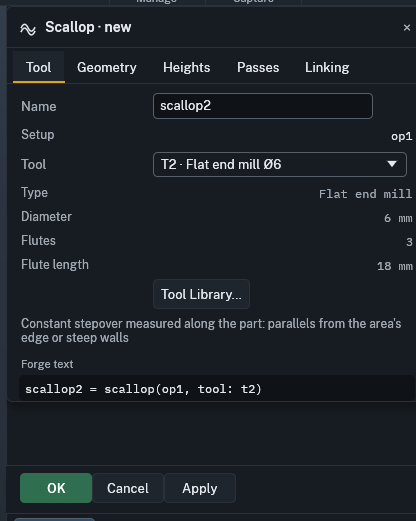 Scallop · new ×
Tool Geometry Heights Passes Linking
Name scallop2
Setup op1
Tool T2 · Flat end mill Ø6
Type Flat end mill
Diameter 6 mm
Flutes 3
Flute length 18 mm
Tool Library...
Constant stepover measured along the part: parallels from the area's
edge or steep walls
Forge text
scallop2 = scallop(op1, tool: t2)
OK Cancel Apply